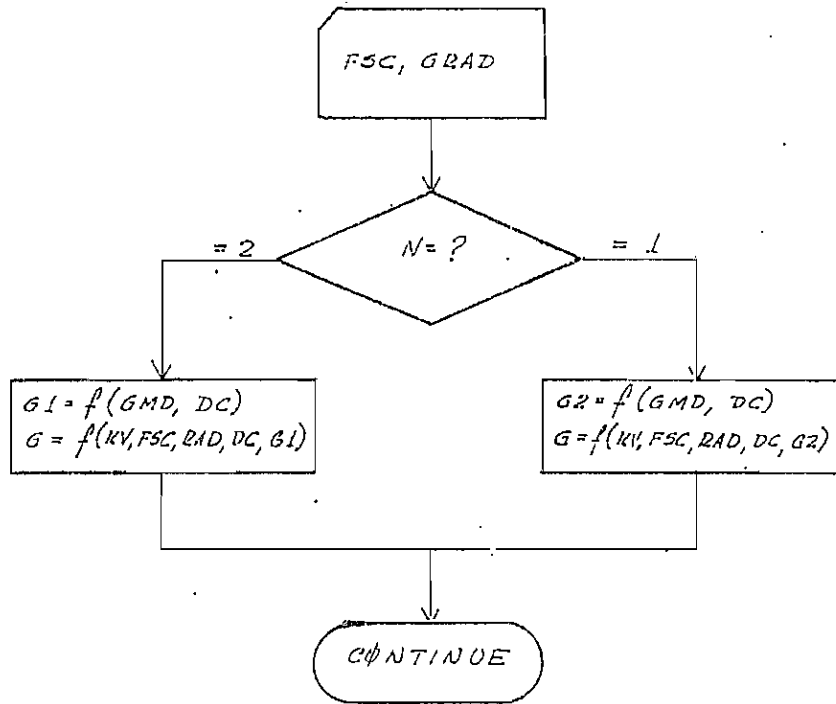 FSC, GRAD
N = ?
= 2
= 1
G1 = f(GMD, DC)
G = f(KV, FSC, RAD, DC, G1)
G2 = f(GMD, DC)
G = f(KV, FSC, RAD, DC, G2)
CØNTINUE